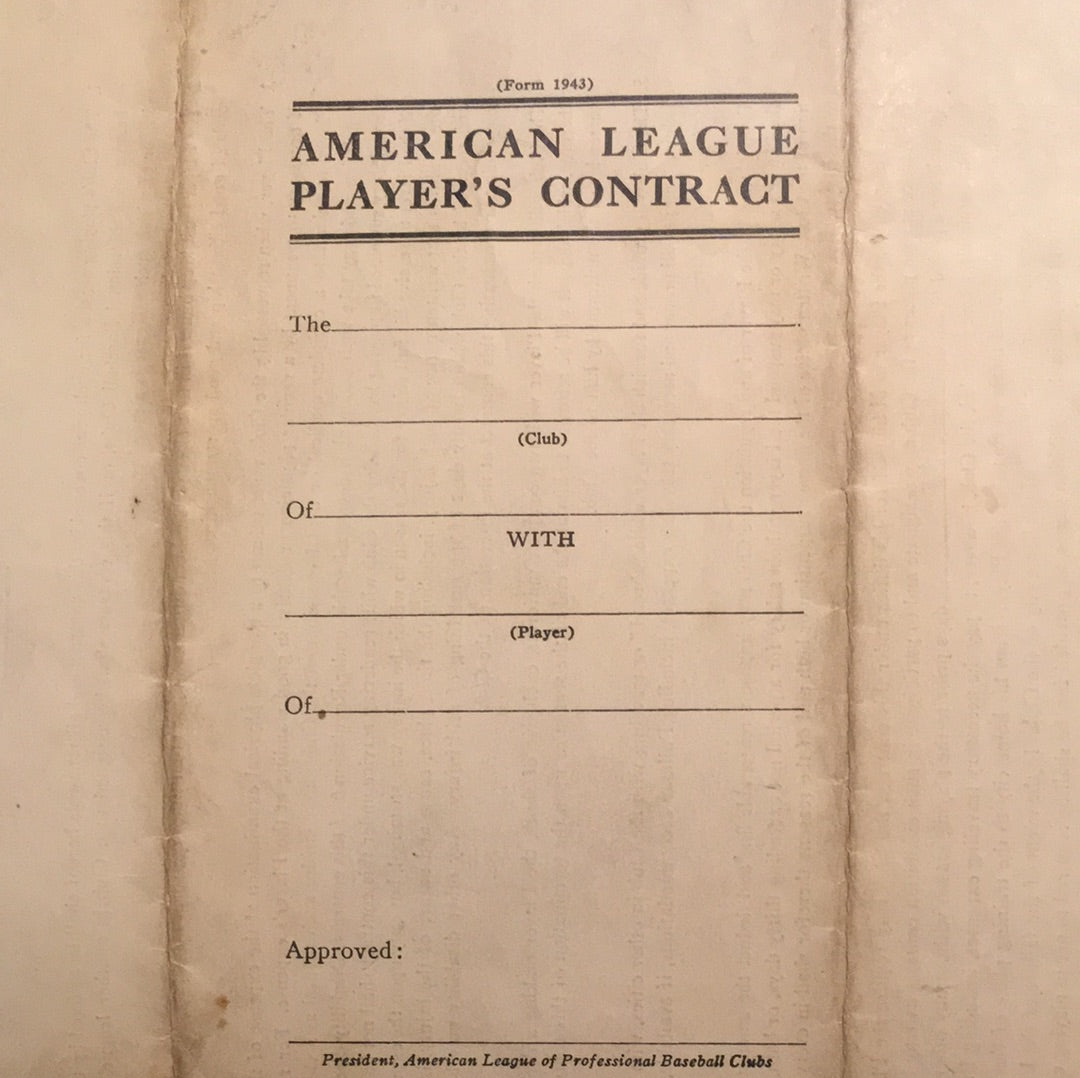 (Form 1943)
AMERICAN LEAGUE
PLAYER'S CONTRACT
The
(Club)
Of
WITH
(Player)
Of
Approved:
President, American League of Professional Baseball Clubs